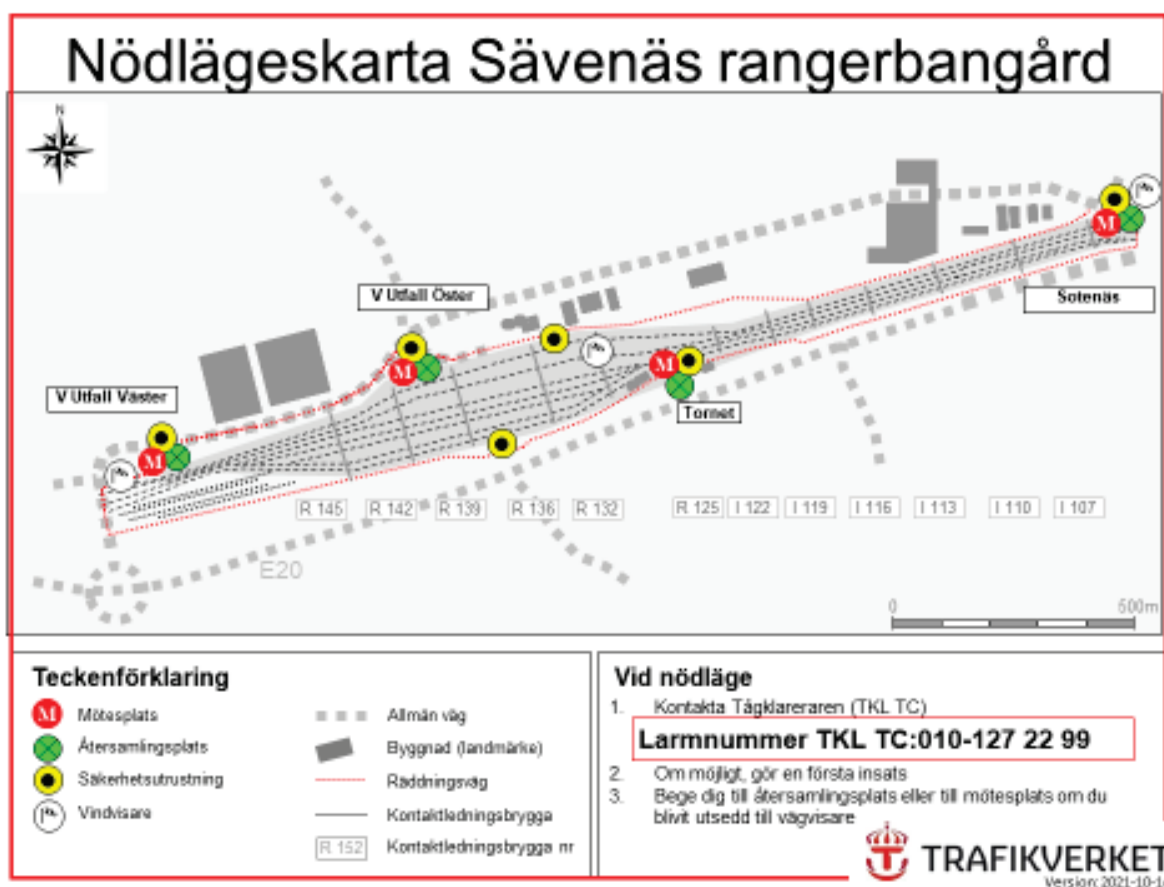 Nödlägeskarta Sävenäs rangerbangård
N
V Utfall Öster
Sotenäs
V Utfall Väster
Tornet
M
M
M
M
R 145
R 142
R 139
R 136
R 132
R 125
I 122
I 119
I 116
I 113
I 110
I 107
E20
0
500m
Teckenförklaring
M Mötesplats
Återsamlingsplats
Säkerhetsutrustning
Vindvisare
Allmän väg
Byggnad (landmärke)
Räddningsväg
Kontaktledningsbrygga
R 152 Kontaktledningsbrygga nr
Vid nödläge
1. Kontakta Tågklareraren (TKL TC)
Larmnummer TKL TC:010-127 22 99
2. Om möjligt, gör en första insats
3. Bege dig till återsamlingsplats eller till mötesplats om du
blivit utsedd till vägvisare
TRAFIKVERKET